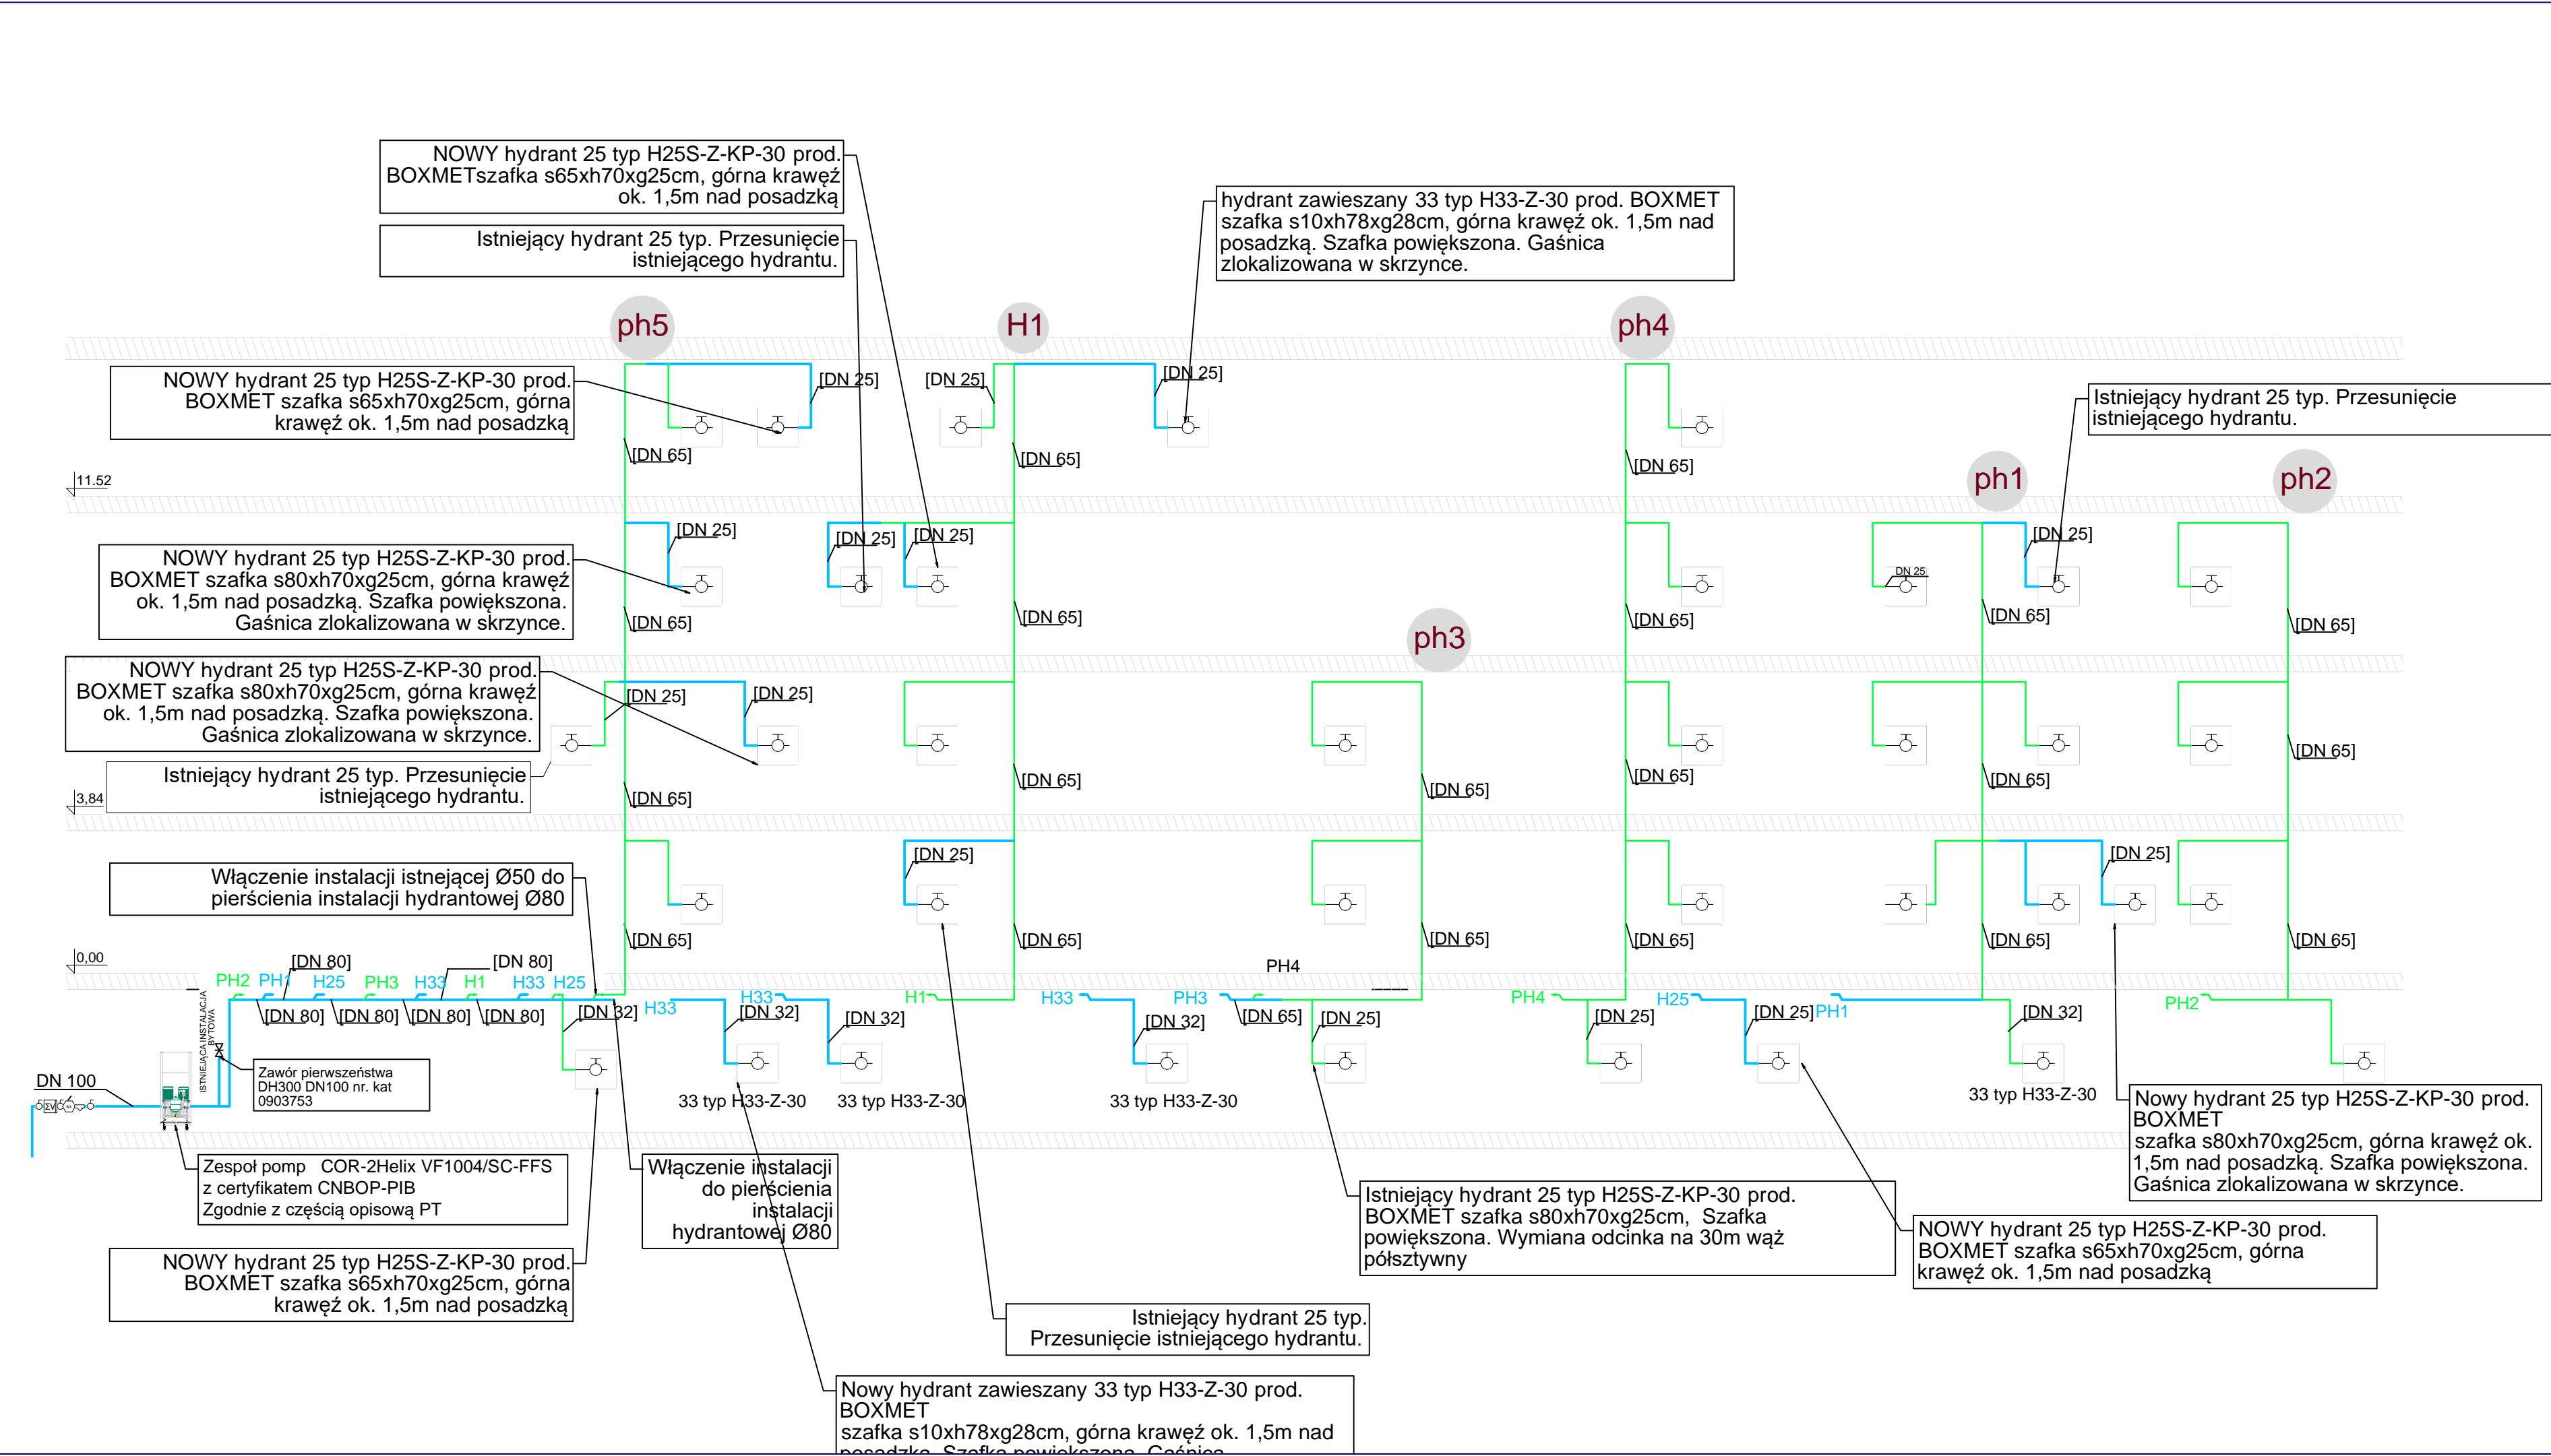 NOWY hydrant 25 typ H25S-Z-KP-30 prod.
BOXMETszafka s65xh70xg25cm, górna krawęź
ok. 1,5m nad posadzką
Istniejący hydrant 25 typ. Przesunięcie
istniejącego hydrantu.
hydrant zawieszany 33 typ H33-Z-30 prod. BOXMET
szafka s10xh78xg28cm, górna krawęź ok. 1,5m nad
posadzką. Szafka powiększona. Gaśnica
zlokalizowana w skrzynce.
ph5
H1
ph4
NOWY hydrant 25 typ H25S-Z-KP-30 prod.
BOXMET szafka s65xh70xg25cm, górna
krawęź ok. 1,5m nad posadzką
[DN 25]
[DN 25]
[DN 25]
Istniejący hydrant 25 typ. Przesunięcie
istniejącego hydrantu.
[DN 65]
[DN 65]
[DN 65]
ph1
ph2
11.52
[DN 25]
[DN 25]
[DN 25]
[DN 25]
NOWY hydrant 25 typ H25S-Z-KP-30 prod.
BOXMET szafka s80xh70xg25cm, górna krawęź
ok. 1,5m nad posadzką. Szafka powiększona.
Gaśnica zlokalizowana w skrzynce.
DN 25
[DN 65]
[DN 65]
[DN 65]
[DN 65]
[DN 65]
ph3
NOWY hydrant 25 typ H25S-Z-KP-30 prod.
BOXMET szafka s80xh70xg25cm, górna krawęź
ok. 1,5m nad posadzką. Szafka powiększona.
Gaśnica zlokalizowana w skrzynce.
[DN 25]
[DN 25]
Istniejący hydrant 25 typ. Przesunięcie
istniejącego hydrantu.
3,84
[DN 65]
[DN 65]
[DN 65]
[DN 65]
[DN 65]
[DN 65]
[DN 25]
[DN 25]
Włączenie instalacji istnejącej Ø50 do
pierścienia instalacji hydrantowej Ø80
[DN 65]
[DN 65]
[DN 65]
[DN 65]
[DN 65]
[DN 65]
0,00
[DN 80]
[DN 80]
PH4
PH2
PH1
H25
PH3
H33
H1
H33
H25
H33
H33
H1
H33
PH3
PH4
H25
PH1
PH2
[DN 80]
[DN 80]
[DN 80]
[DN 80]
[DN 32]
[DN 32]
[DN 32]
[DN 32]
[DN 65]
[DN 25]
[DN 25]
[DN 25]
[DN 32]
ISTNIEJĄCA INSTALACJA
BYTOWA
DN 100
ΣV
Zawór pierwszeństwa
DH300 DN100 nr. kat
0903753
33 typ H33-Z-30
33 typ H33-Z-30
33 typ H33-Z-30
33 typ H33-Z-30
Nowy hydrant 25 typ H25S-Z-KP-30 prod.
BOXMET
szafka s80xh70xg25cm, górna krawęź ok.
1,5m nad posadzką. Szafka powiększona.
Gaśnica zlokalizowana w skrzynce.
Zespoł pomp   COR-2Helix VF1004/SC-FFS
z certyfikatem CNBOP-PIB
Zgodnie z częścią opisową PT
Włączenie instalacji
do pierścienia
instalacji
hydrantowej Ø80
Istniejący hydrant 25 typ H25S-Z-KP-30 prod.
BOXMET szafka s80xh70xg25cm,  Szafka
powiększona. Wymiana odcinka na 30m wąż
półsztywny
NOWY hydrant 25 typ H25S-Z-KP-30 prod.
BOXMET szafka s65xh70xg25cm, górna
krawęź ok. 1,5m nad posadzką
NOWY hydrant 25 typ H25S-Z-KP-30 prod.
BOXMET szafka s65xh70xg25cm, górna
krawęź ok. 1,5m nad posadzką
Istniejący hydrant 25 typ.
Przesunięcie istniejącego hydrantu.
Nowy hydrant zawieszany 33 typ H33-Z-30 prod.
BOXMET
szafka s10xh78xg28cm, górna krawęź ok. 1,5m nad
posadzką. Szafka powiększona. Gaśnica